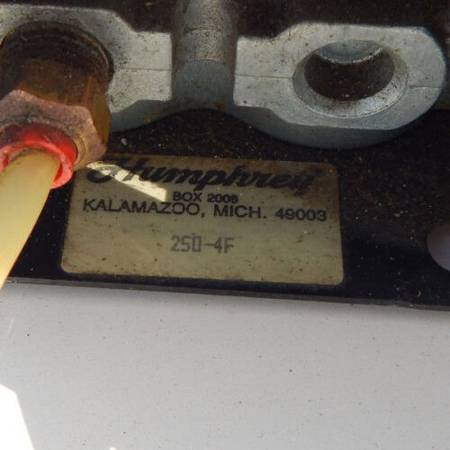 Humphrey
BOX 2008
KALAMAZOO, MICH. 49003
250-4F